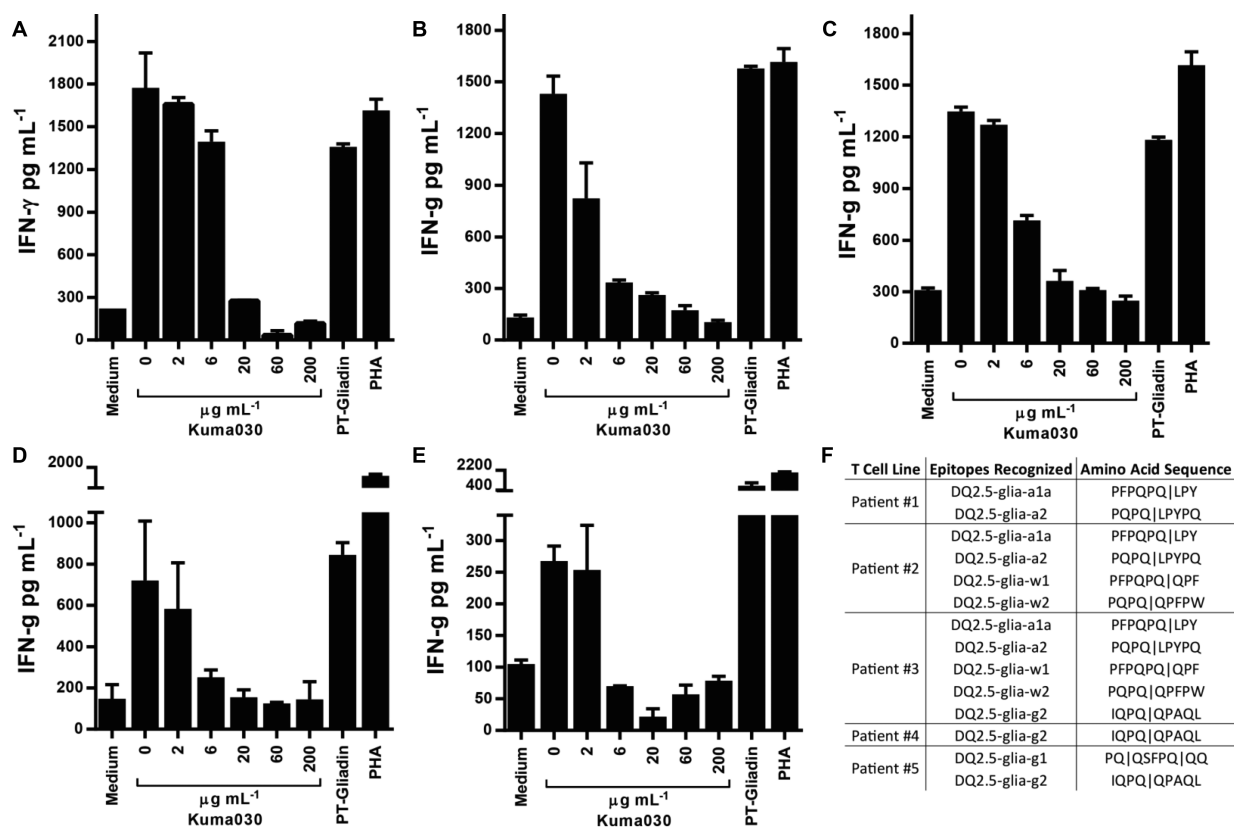 A
IFN-γ pg mL-1
2100
1800
1500
1200
900
600
300
0
Medium
0
2
6
20
60
200
PT-Gliadin
PHA
μg mL-1
Kuma030
B
IFN-g pg mL-1
1800
1500
1200
900
600
300
0
Medium
0
2
6
20
60
200
PT-Gliadin
PHA
μg mL-1
Kuma030
C
IFN-g pg mL-1
1800
1500
1200
900
600
300
0
Medium
0
2
6
20
60
200
PT-Gliadin
PHA
μg mL-1
Kuma030
D
IFN-g pg mL-1
2000
1000
800
600
400
200
0
Medium
0
2
6
20
60
200
PT-Gliadin
PHA
μg mL-1
Kuma030
E
IFN-g pg mL-1
2200
400
300
250
200
150
100
50
0
Medium
0
2
6
20
60
200
PT-Gliadin
PHA
μg mL-1
Kuma030
F
T Cell Line Epitopes Recognized Amino Acid Sequence
Patient #1 DQ2.5-glia-a1a PFPQPQ|LPY
DQ2.5-glia-a2 PQPQ|LPYPQ
Patient #2 DQ2.5-glia-a1a PFPQPQ|LPY
DQ2.5-glia-a2 PQPQ|LPYPQ
DQ2.5-glia-w1 PFPQPQ|QPF
DQ2.5-glia-w2 PQPQ|QPFPW
Patient #3 DQ2.5-glia-a1a PFPQPQ|LPY
DQ2.5-glia-a2 PQPQ|LPYPQ
DQ2.5-glia-w1 PFPQPQ|QPF
DQ2.5-glia-w2 PQPQ|QPFPW
DQ2.5-glia-g2 IQPQ|QPAQL
Patient #4 DQ2.5-glia-g2 IQPQ|QPAQL
Patient #5 DQ2.5-glia-g1 PQ|QSFPQ|QQ
DQ2.5-glia-g2 IQPQ|QPAQL